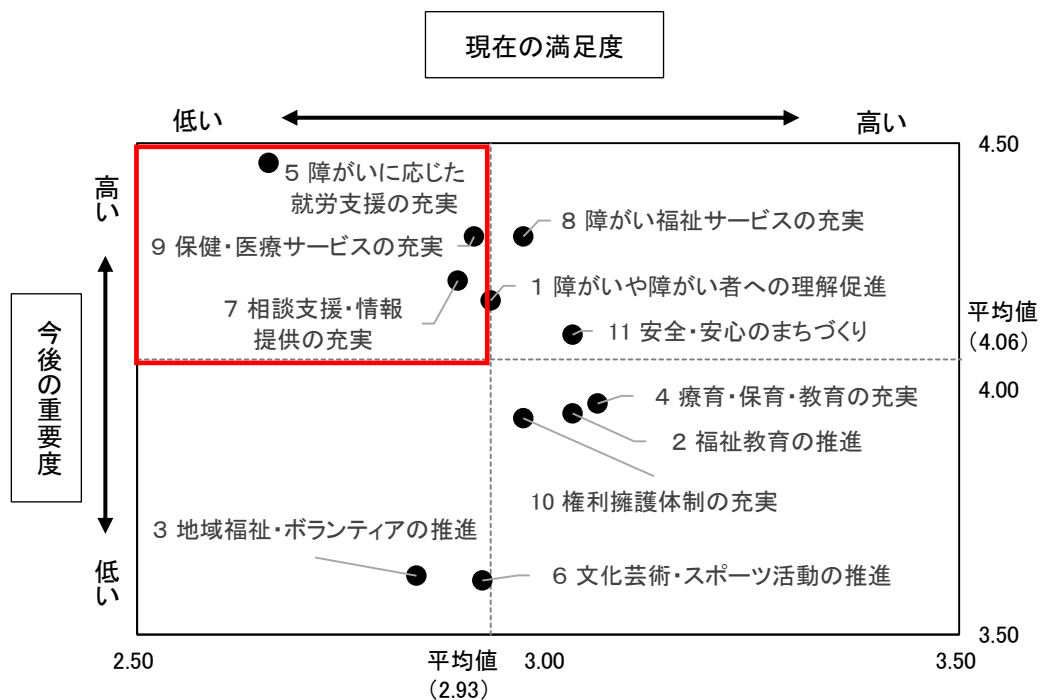 現在の満足度
低い
高い
4.50
高い
5 障がいに応じた
就労支援の充実
8 障がい福祉サービスの充実
9 保健・医療サービスの充実
1 障がいや障がい者への理解促進
7 相談支援・情報
提供の充実
11 安全・安心のまちづくり
平均値
(4.06)
今後の重要度
4.00
4 療育・保育・教育の充実
2 福祉教育の推進
10 権利擁護体制の充実
3 地域福祉・ボランティアの推進
低い
6 文化芸術・スポーツ活動の推進
3.50
2.50
平均値
(2.93)
3.00
3.50